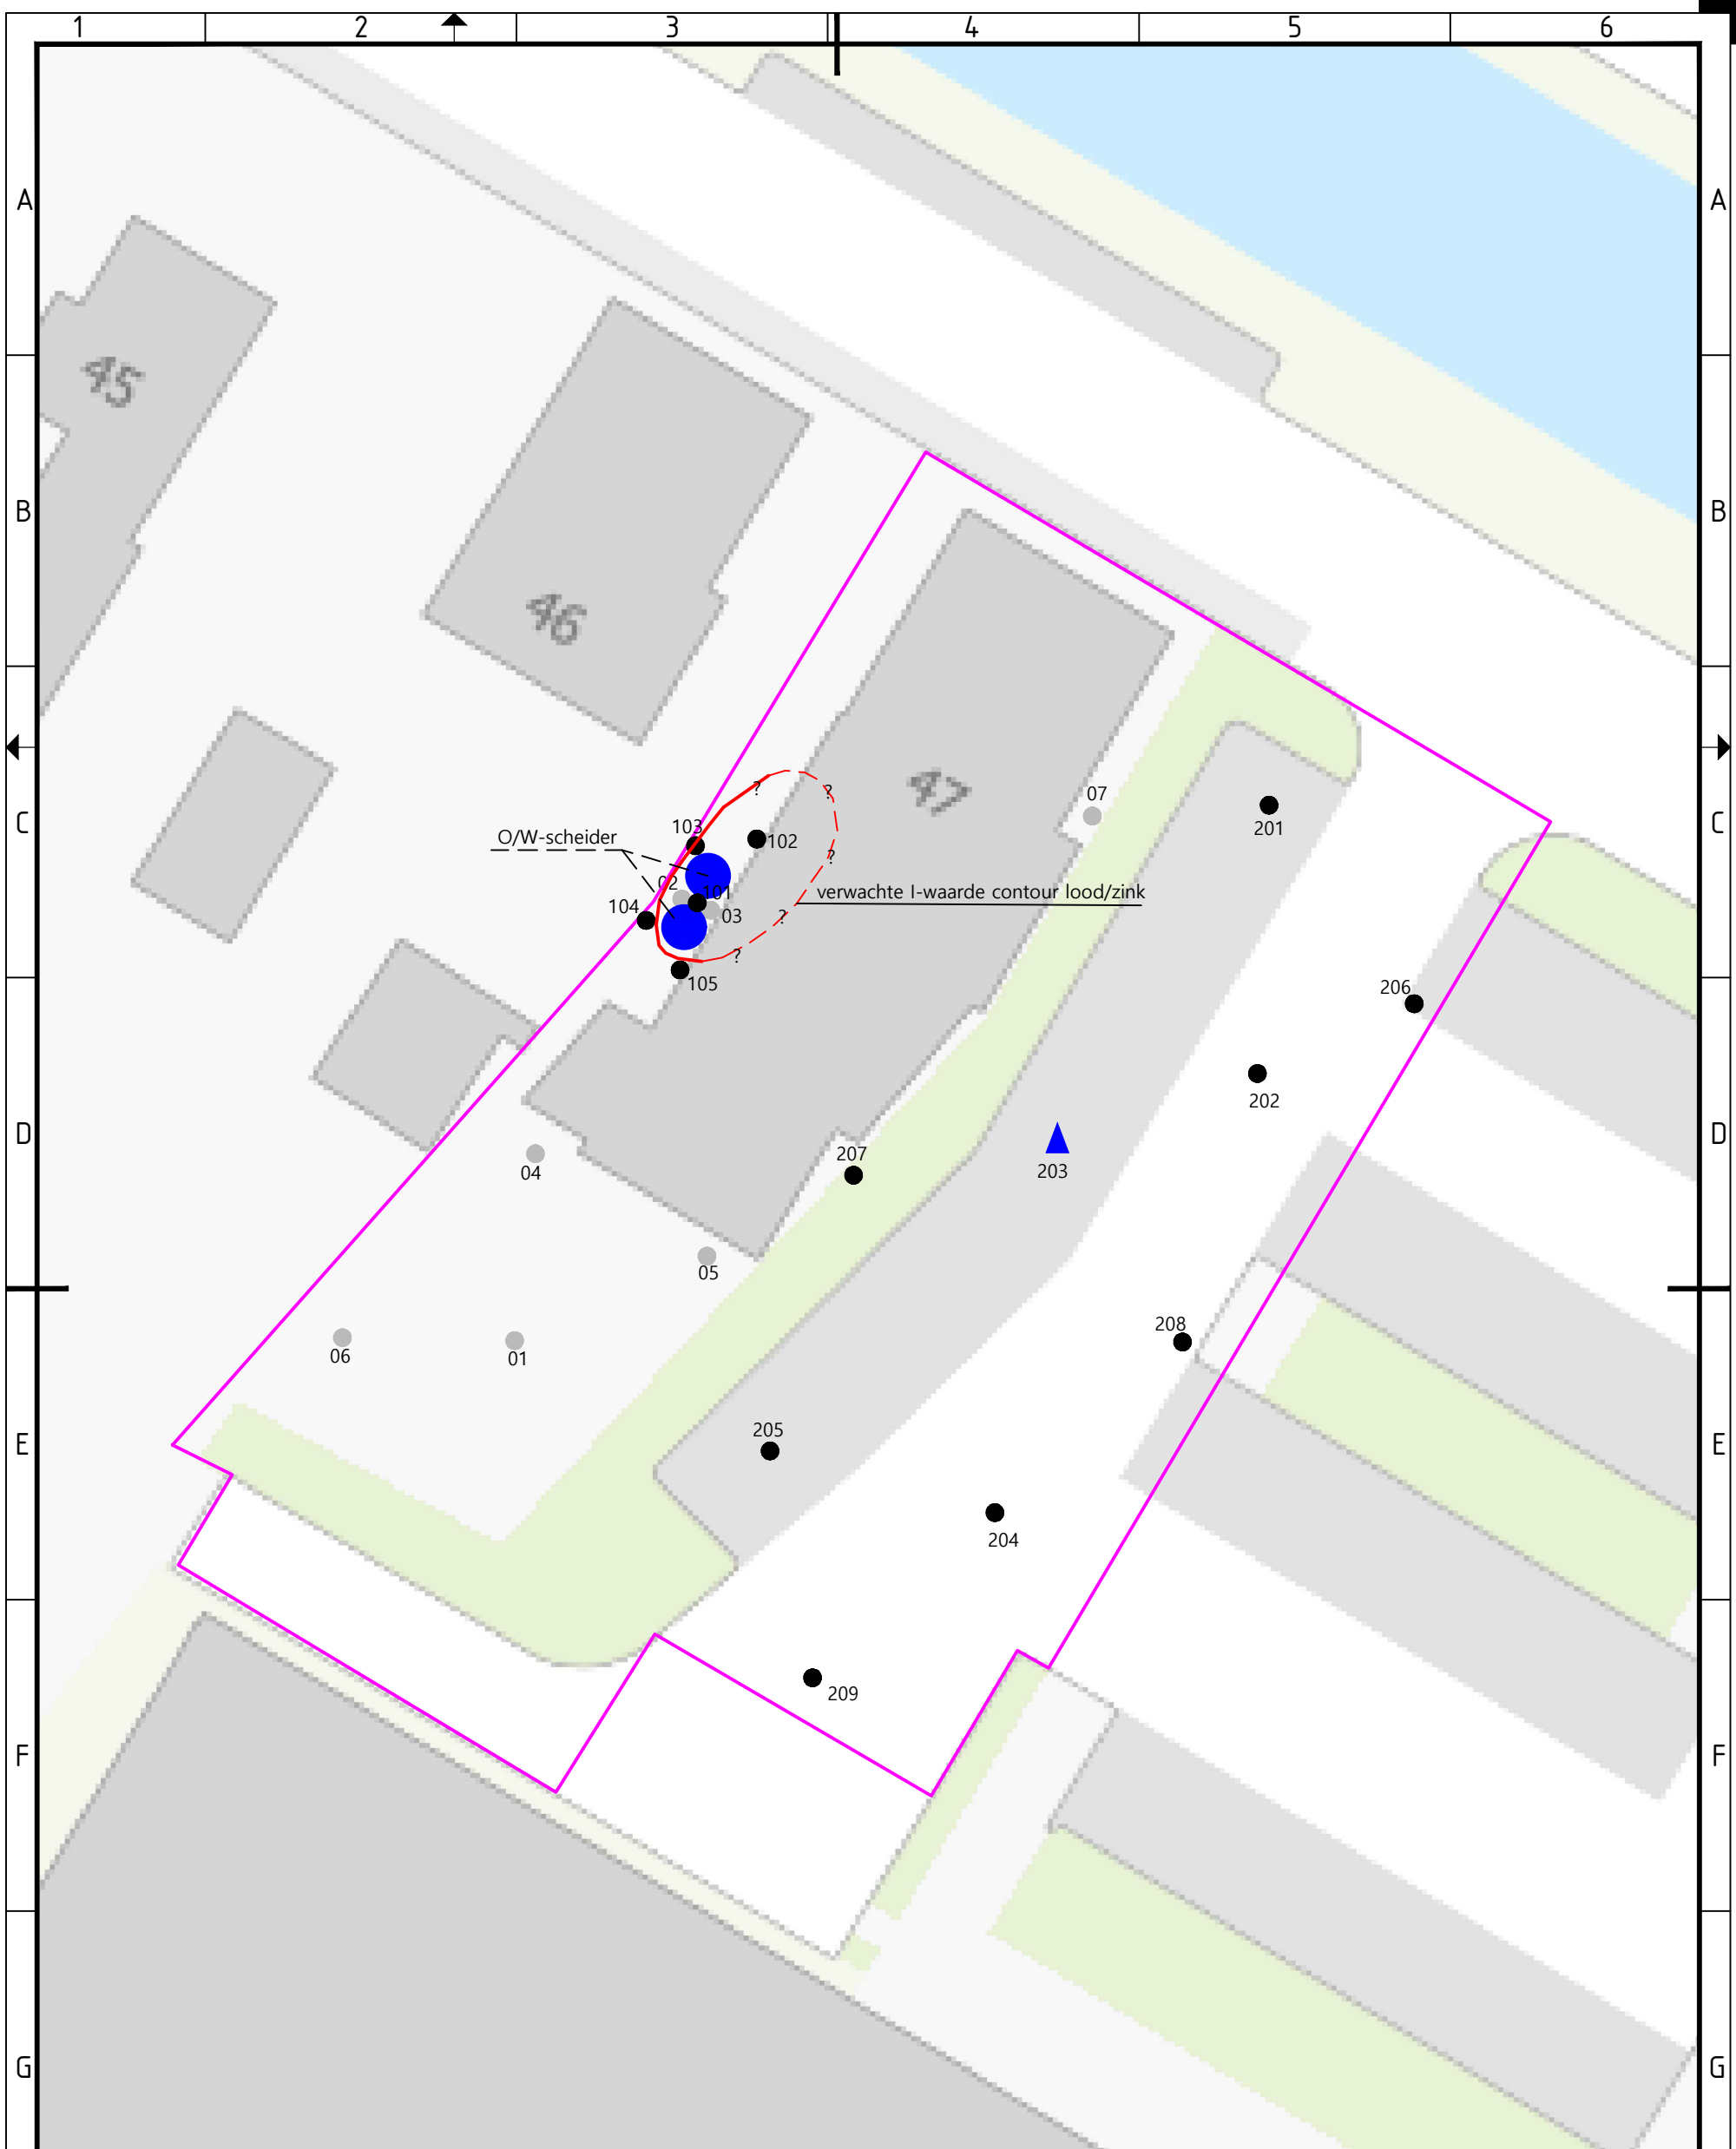 1 2 3 4 5 6
A A
45
B B
46
47
07
C C
201
103
O/W-scheider
102
? ? ? ? ?
02
101
verwachte I-waarde contour lood/zink
104
03
105
206
202
D D
207
203
04
05
208
06
01
205
E E
204
209
F F
G G